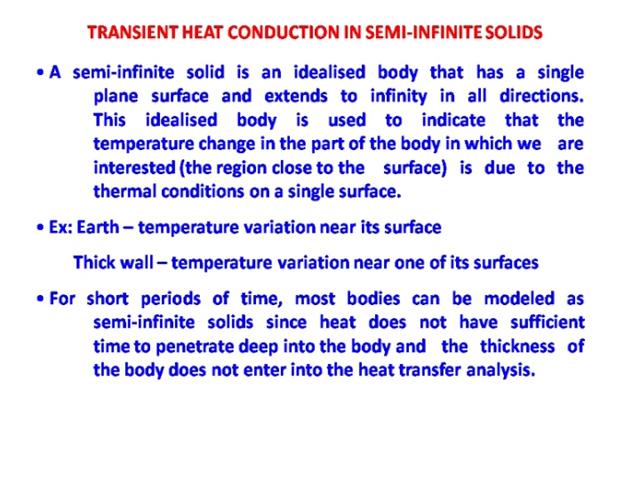 TRANSIENT HEAT CONDUCTION IN SEMI-INFINITE SOLIDS
• A semi-infinite solid is an idealised body that has a single
plane surface and extends to infinity in all directions.
This idealised body is used to indicate that the
temperature change in the part of the body in which we are
interested (the region close to the surface) is due to the
thermal conditions on a single surface.
• Ex: Earth – temperature variation near its surface
Thick wall – temperature variation near one of its surfaces
• For short periods of time, most bodies can be modeled as
semi-infinite solids since heat does not have sufficient
time to penetrate deep into the body and the thickness of
the body does not enter into the heat transfer analysis.